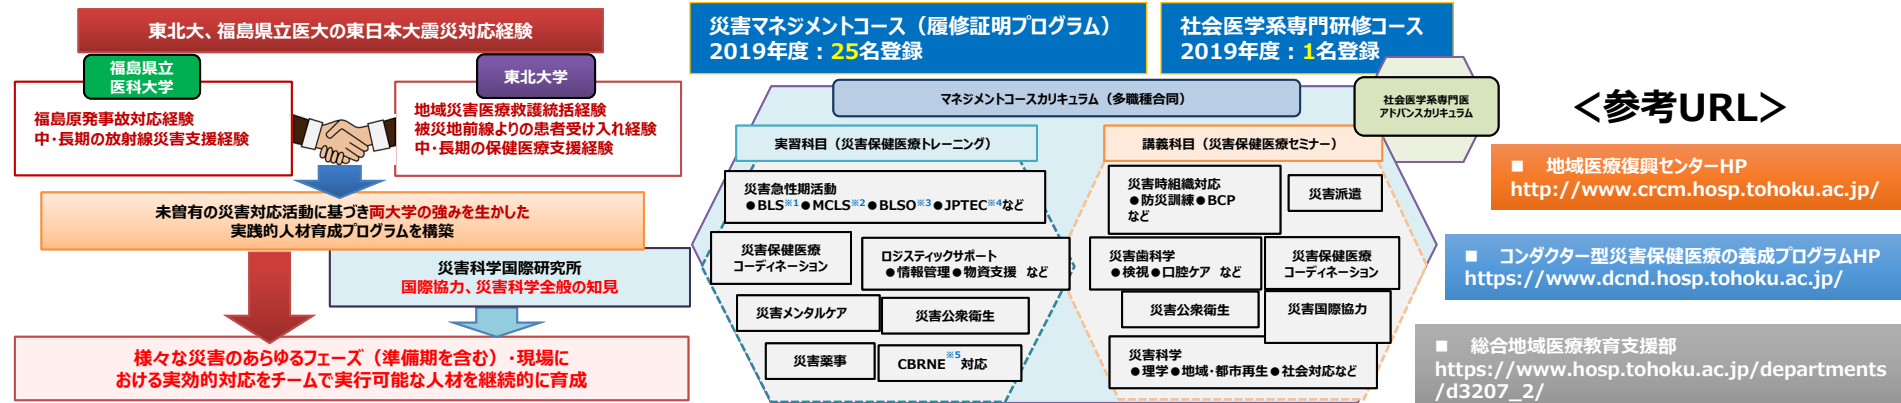 東北大、福島県立医大の東日本大震災対応経験
福島県立
医科大学
福島原発事故対応経験
中・長期の放射線災害支援経験
東北大学
地域災害医療救護統括経験
被災地前線よりの患者受け入れ経験
中・長期の保健医療支援経験
未曽有の災害対応活動に基づき両大学の強みを生かした
実践的人材育成プログラムを構築
災害科学国際研究所
国際協力、災害科学全般の知見
様々な災害のあらゆるフェーズ（準備期を含む）・現場に
おける実効的対応をチームで実行可能な人材を継続的に育成
災害マネジメントコース（履修証明プログラム）
2019年度：25名登録
社会医学系専門研修コース
2019年度：1名登録
マネジメントコースカリキュラム（多職種合同）
社会医学系専門医
アドバンスカリキュラム
実習科目（災害保健医療トレーニング）
災害急性期活動
●BLS※1●MCLS※2●BLSO※3●JPTEC※4など
災害保健医療
コーディネーション
ロジスティックサポート
●情報管理●物資支援 など
災害メンタルケア
災害公衆衛生
災害薬事
CBRNE※5対応
講義科目（災害保健医療セミナー）
災害時組織対応
●防災訓練●BCP
など
災害派遣
災害歯科学
●検視●口腔ケア など
災害保健医療
コーディネーション
災害公衆衛生
災害国際協力
災害科学
●理学●地域・都市再生●社会対応など
＜参考URL＞
■ 地域医療復興センターHP
http://www.crcm.hosp.tohoku.ac.jp/
■ コンダクター型災害保健医療の養成プログラムHP
https://www.dcnd.hosp.tohoku.ac.jp/
■ 総合地域医療教育支援部
https://www.hosp.tohoku.ac.jp/departments
/d3207_2/